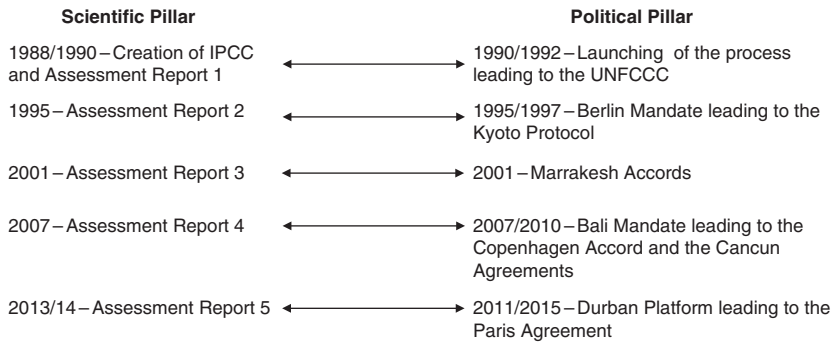 Scientific Pillar
Political Pillar
1988/1990–Creation of IPCC
and Assessment Report 1
1990/1992–Launching of the process
leading to the UNFCCC
1995–Assessment Report 2
1995/1997–Berlin Mandate leading to the
Kyoto Protocol
2001–Assessment Report 3
2001–Marrakesh Accords
2007–Assessment Report 4
2007/2010–Bali Mandate leading to the
Copenhagen Accord and the Cancun
Agreements
2013/14–Assessment Report 5
2011/2015–Durban Platform leading to the
Paris Agreement